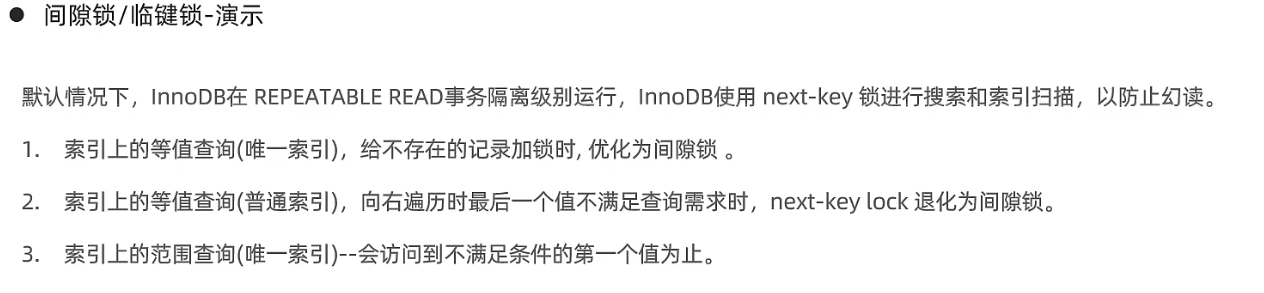 ● 间隙锁/临键锁-演示
默认情况下，InnoDB在 REPEATABLE READ事务隔离级别运行，InnoDB使用 next-key 锁进行搜索和索引扫描，以防止幻读。
1. 索引上的等值查询(唯一索引)，给不存在的记录加锁时, 优化为间隙锁 。
2. 索引上的等值查询(普通索引)，向右遍历时最后一个值不满足查询需求时，next-key lock 退化为间隙锁。
3. 索引上的范围查询(唯一索引)--会访问到不满足条件的第一个值为止。